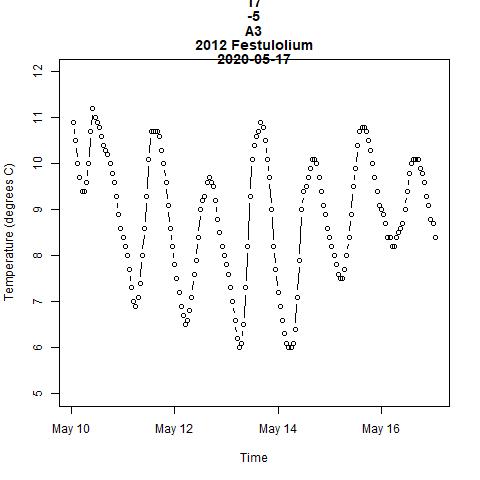 17
-5
A3
2012 Festulolium
2020-05-17
12
11
10
9
8
7
6
5
Temperature (degrees C)
May 10
May 12
May 14
May 16
Time